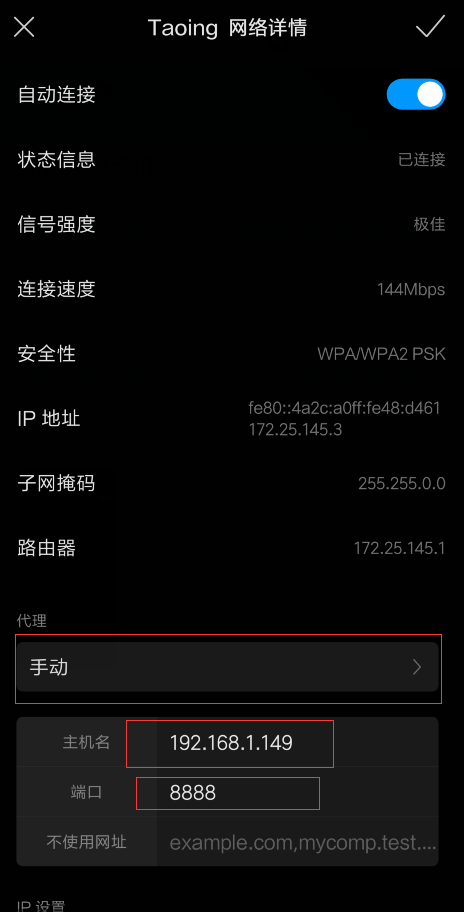 Taoing 网络详情
自动连接
状态信息 已连接
信号强度 极佳
连接速度 144Mbps
安全性 WPA/WPA2 PSK
IP 地址 fe80::4a2c:a0ff:fe48:d461
172.25.145.3
子网掩码 255.255.0.0
路由器 172.25.145.1
代理
手动
主机名 192.168.1.149
端口 8888
不使用网址 example.com,mycomp.test....
IP 设置